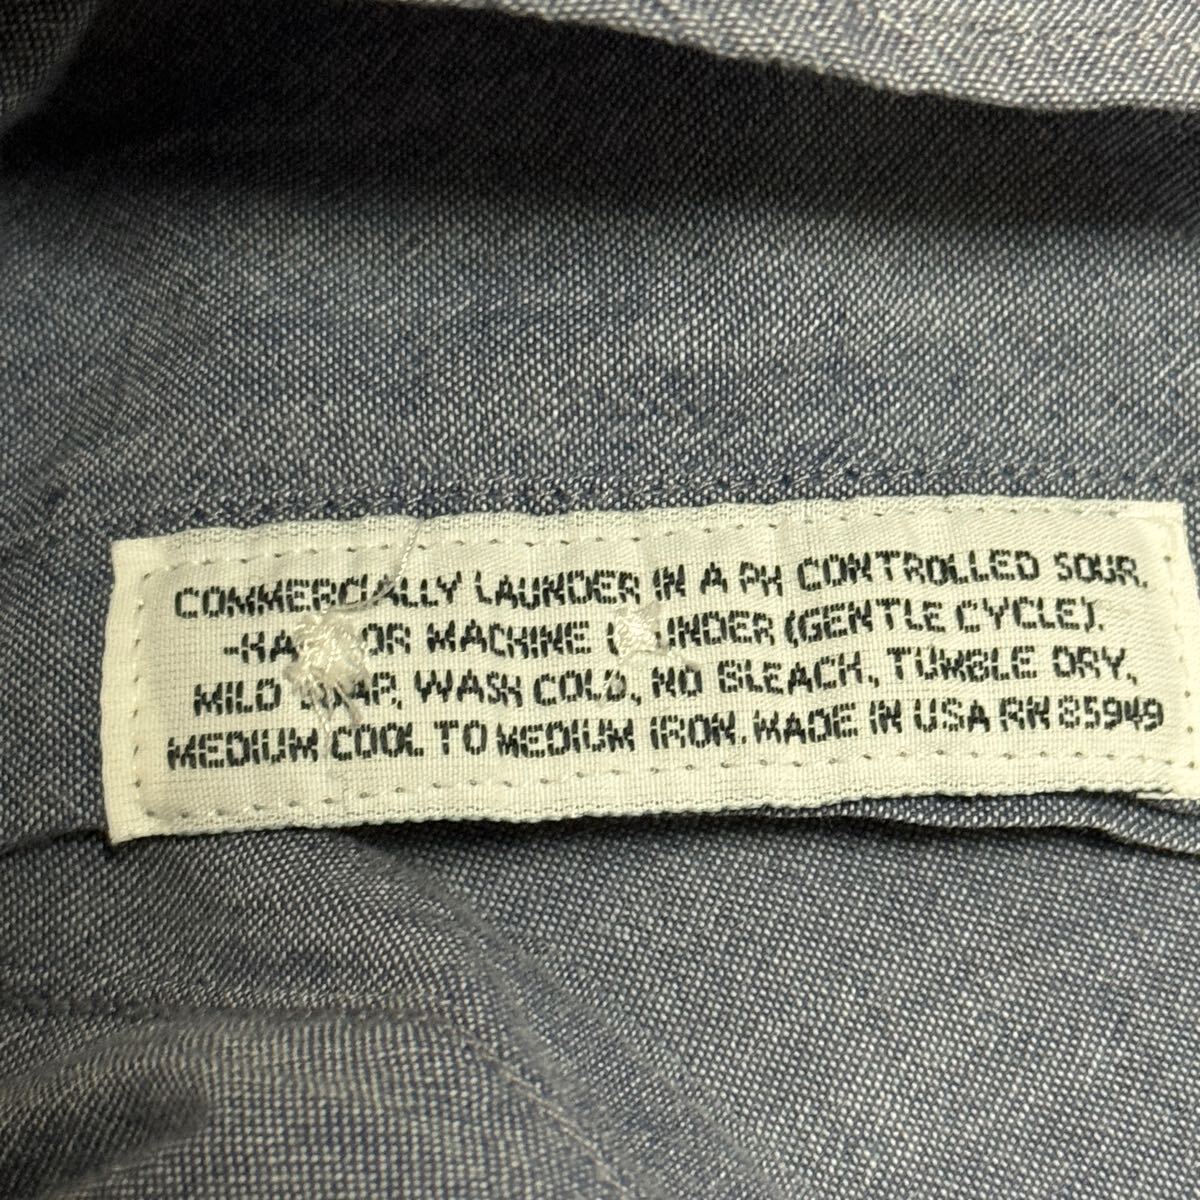 COMMERCIALLY LAUNDER IN A PH CONTROLLED SOUR.
OR MACHINE (GENTLE CYCLE).
MILD SOAP, WASH COLD, NO BLEACH, TUMBLE DRY,
MEDIUM COOL TO MEDIUM IRON. MADE IN USA RN 85949